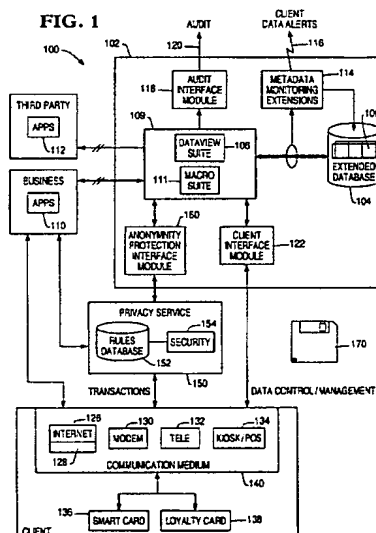 FIG. 1
AUDIT
CLIENT
DATA ALERTS
100
102
120
116
118
AUDIT
INTERFACE
MODULE
METADATA
MONITORING
EXTENSIONS
114
THIRD PARTY
APPS
112
109
DATAVIEW
SUITE
108
111
MACRO
SUITE
EXTENDED
DATABASE
104
BUSINESS
APPS
110
160
ANONYMNITY
PROTECTION
INTERFACE
MODULE
CLIENT
INTERFACE
MODULE
122
PRIVACY SERVICE
RULES
DATABASE
152
154
SECURITY
150
170
TRANSACTIONS
DATA CONTROL / MANAGEMENT
126
INTERNET
128
130
MODEM
132
TELE
134
KIOSK/POS
COMMUNICATION MEDIUM
140
136
SMART CARD
LOYALTY CARD
138
CLIENT